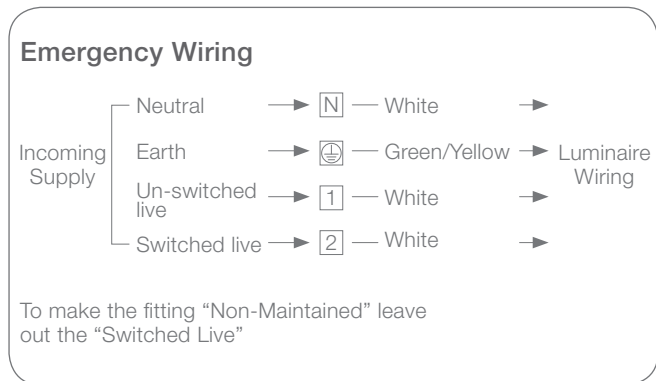 Emergency Wiring
Neutral N White
Incoming Supply
Earth Green/Yellow
Luminaire Wiring
Un-switched live 1 White
Switched live 2 White
To make the fitting “Non-Maintained” leave
out the “Switched Live”